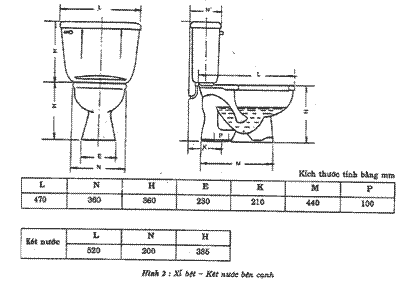 L
N
H
L
H
H
E
N
P
K
M
Kích thước tính bằng mm
L N H E K M P
470 360 360 230 210 440 100
Két nước L N H
520 200 385
Hình 2 : Xí bệt – Két nước bên cạnh